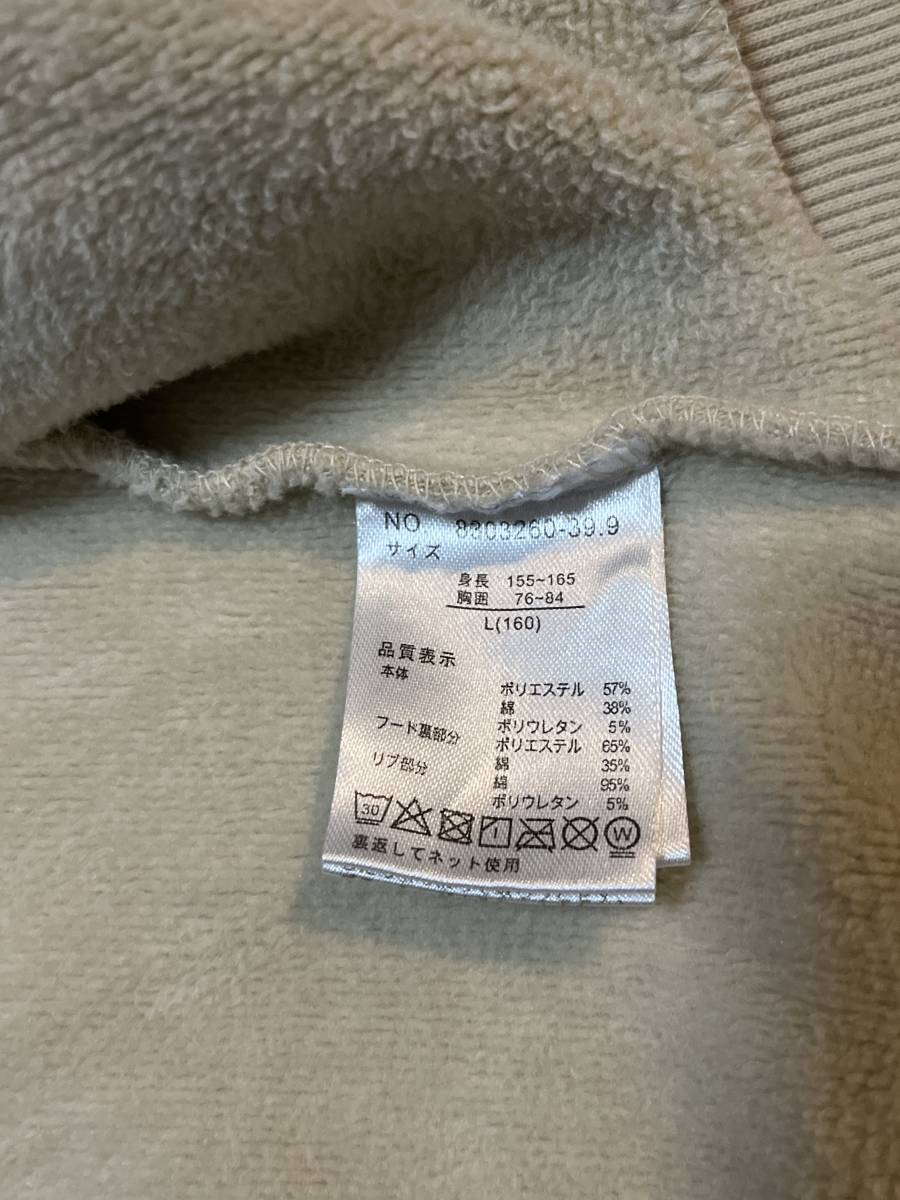 NO 8303260-39.9
サイズ
身長 155~165
胸囲 76~84
L(160)
品質表示
本体
ポリエステル 57%
綿 38%
ポリウレタン 5%
フード裏部分
ポリエステル 65%
綿 35%
リブ部分
綿 95%
ポリウレタン 5%
30
W
裏返してネット使用